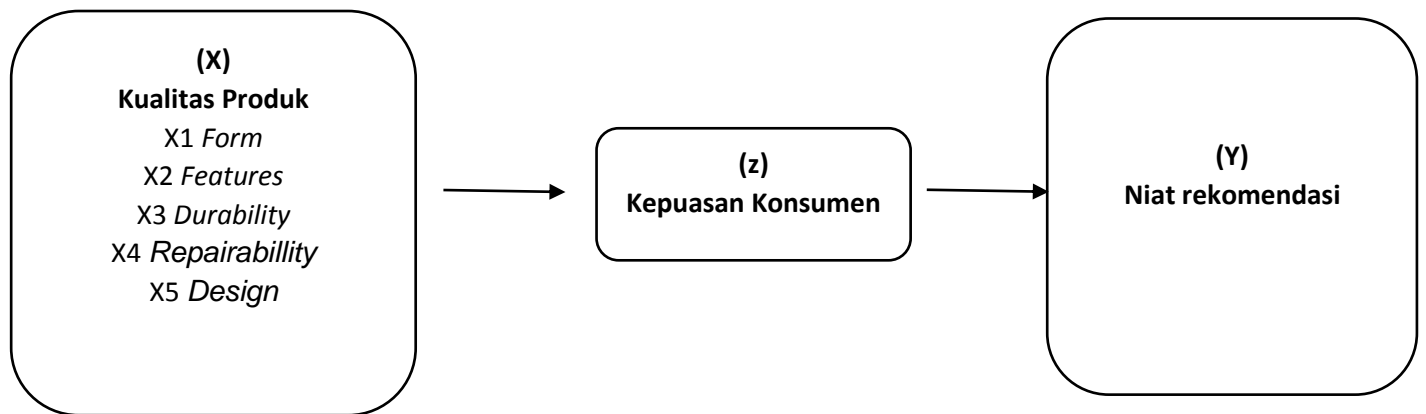 (X)
Kualitas Produk
X1 Form
X2 Features
X3 Durability
X4 Repairabillity
X5 Design
(z)
Kepuasan Konsumen
(Y)
Niat rekomendasi